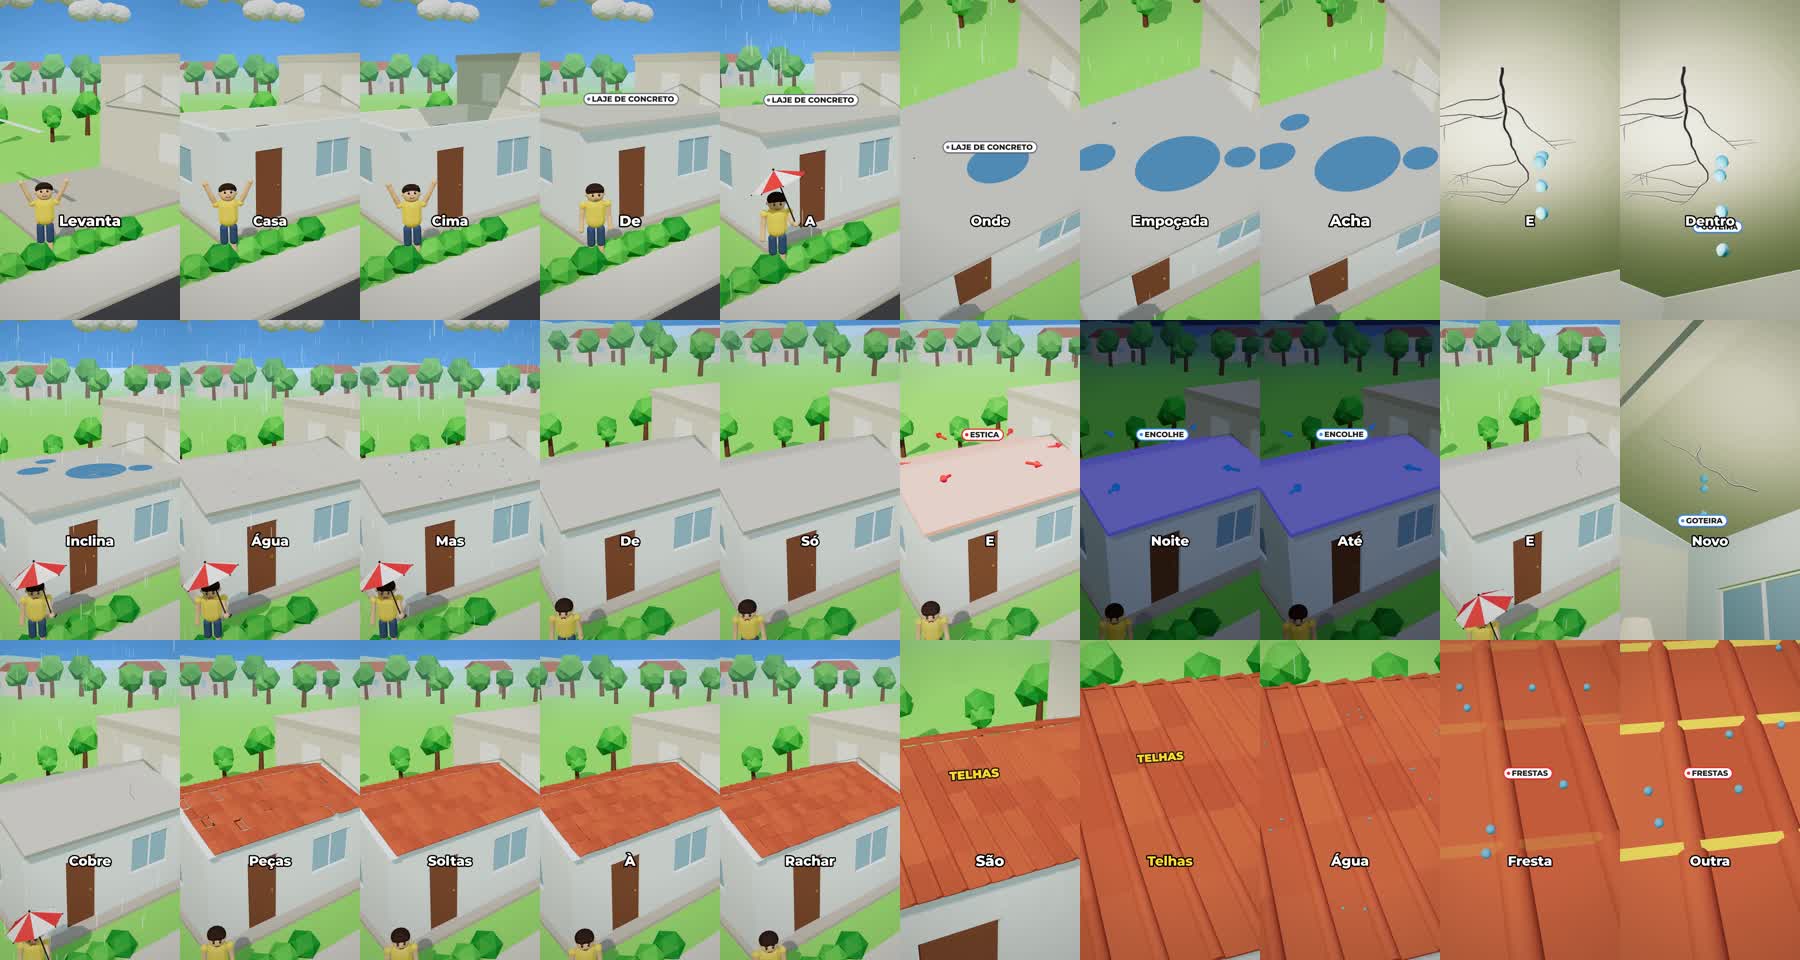 Levanta
Casa
Cima
LAJE DE CONCRETO
De
LAJE DE CONCRETO
A
LAJE DE CONCRETO
Onde
Empoçada
Acha
E
Dentro
GOTEIRA
Inclina
Água
Mas
De
Só
ESTICA
E
ENCOLHE
Noite
ENCOLHE
Até
E
GOTEIRA
Novo
Cobre
Peças
Soltas
À
Rachar
TELHAS
São
TELHAS
Telhas
Água
FRESTAS
Fresta
FRESTAS
Outra